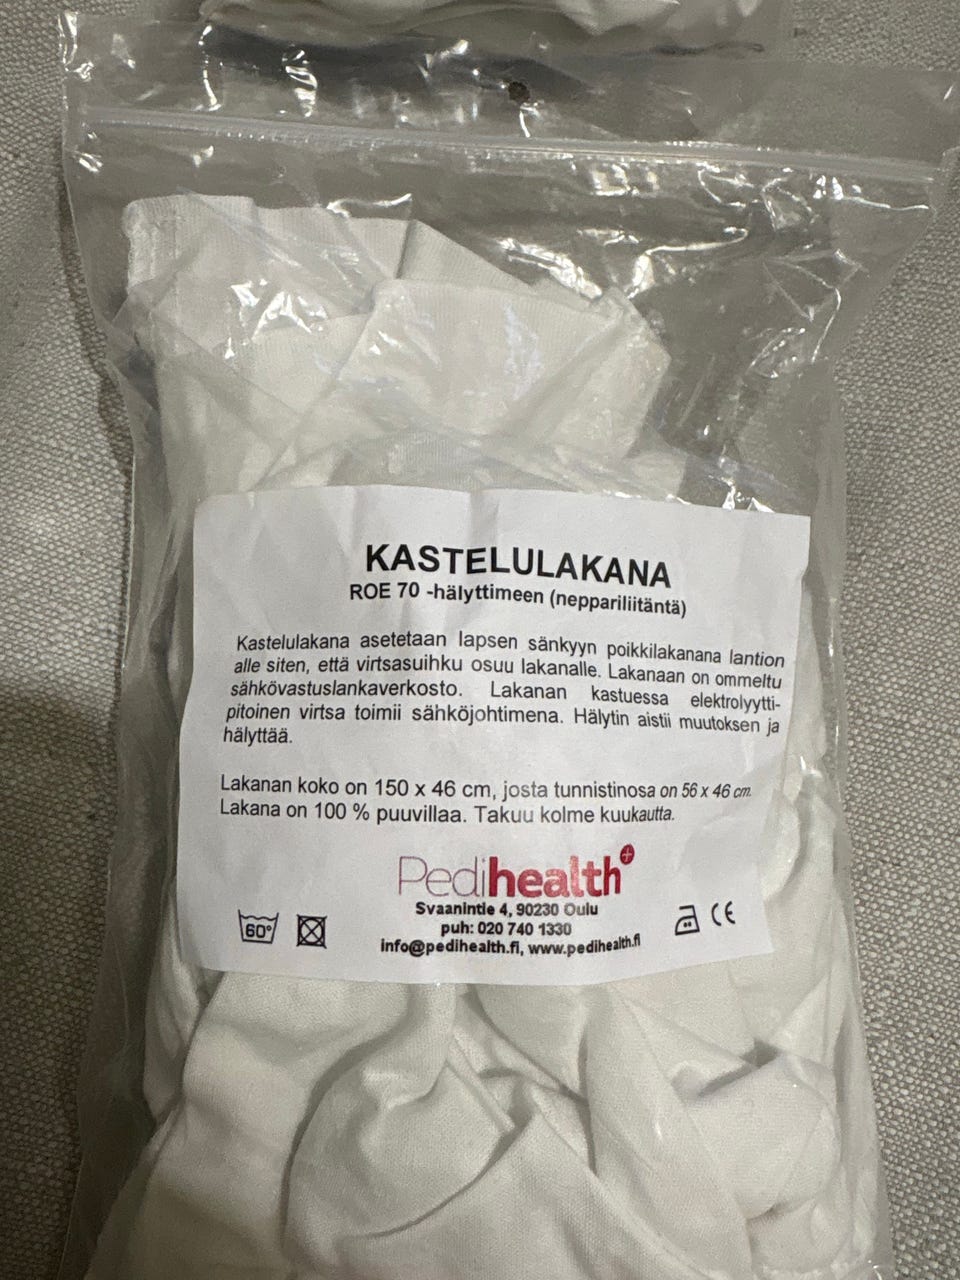 KASTELULAKANA
ROE 70 -hälyttimeen (neppariliitäntä)
Kastelulakana asetetaan lapsen sänkyyn poikkilakanana lantion
alle siten, että virtsasuihku osuu lakanalle. Lakanaan on ommeltu
sähkövastuslankaverkosto. Lakanan kastuessa elektrolyytti-
pitoinen virtsa toimii sähköjohtimena. Hälytin aistii muutoksen ja
hälyttää.
Lakanan koko on 150 x 46 cm, josta tunnistinosa on 56 x 46 cm.
Lakana on 100 % puuvillaa. Takuu kolme kuukautta.
Pedihealth+
Svaanintie 4, 90230 Oulu
puh: 020 740 1330
info@pedihealth.fi, www.pedihealth.fi
60°
CE